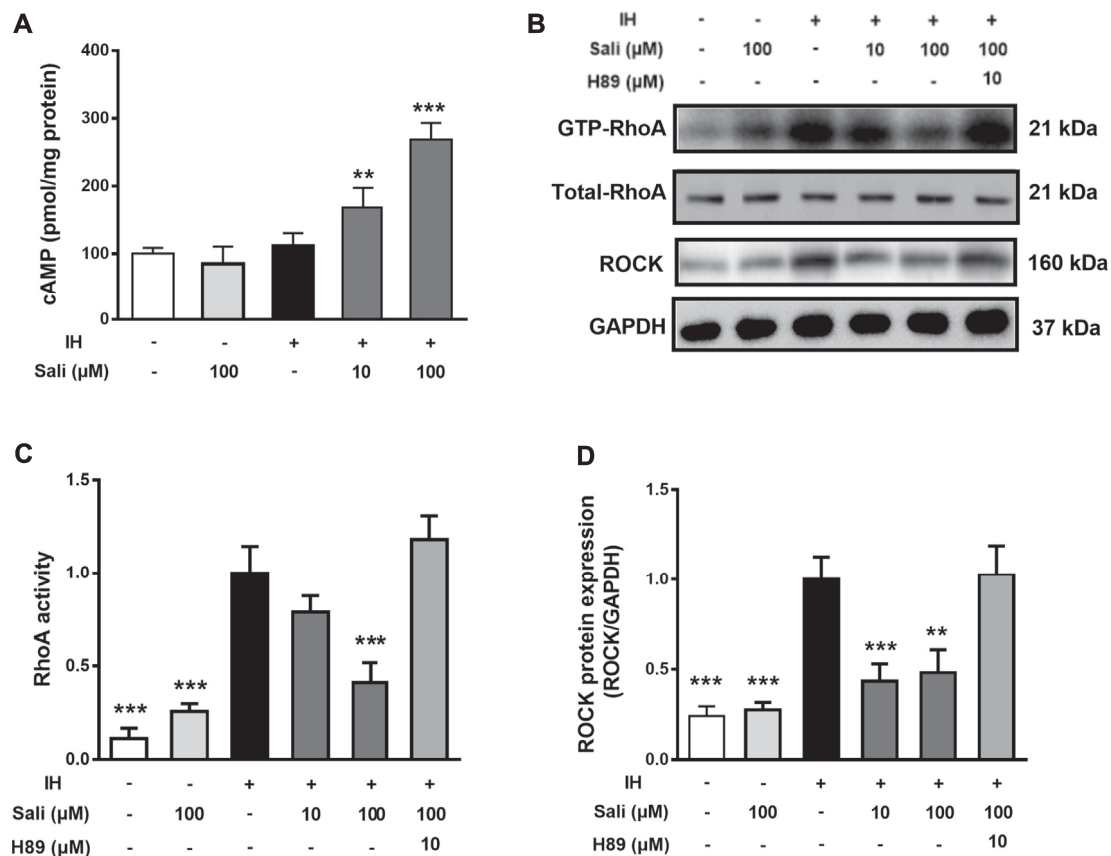 A
400
300
200
100
0
cAMP (pmol/mg protein)
**
***
IH - - + + +
Sali (µM) - 100 - 10 100
B
IH - - + + + +
Sali (µM) - 100 - 10 100 100
H89 (µM) - - - - - 10
GTP-RhoA 21 kDa
Total-RhoA 21 kDa
ROCK 160 kDa
GAPDH 37 kDa
C
1.5
1.0
0.5
0.0
RhoA activity
***
***
***
IH - - + + + +
Sali (µM) - 100 - 10 100 100
H89 (µM) - - - - - 10
D
1.5
1.0
0.5
0.0
ROCK protein expression
(ROCK/GAPDH)
***
***
***
**
IH - - + + + +
Sali (µM) - 100 - 10 100 100
H89 (µM) - - - - - 10